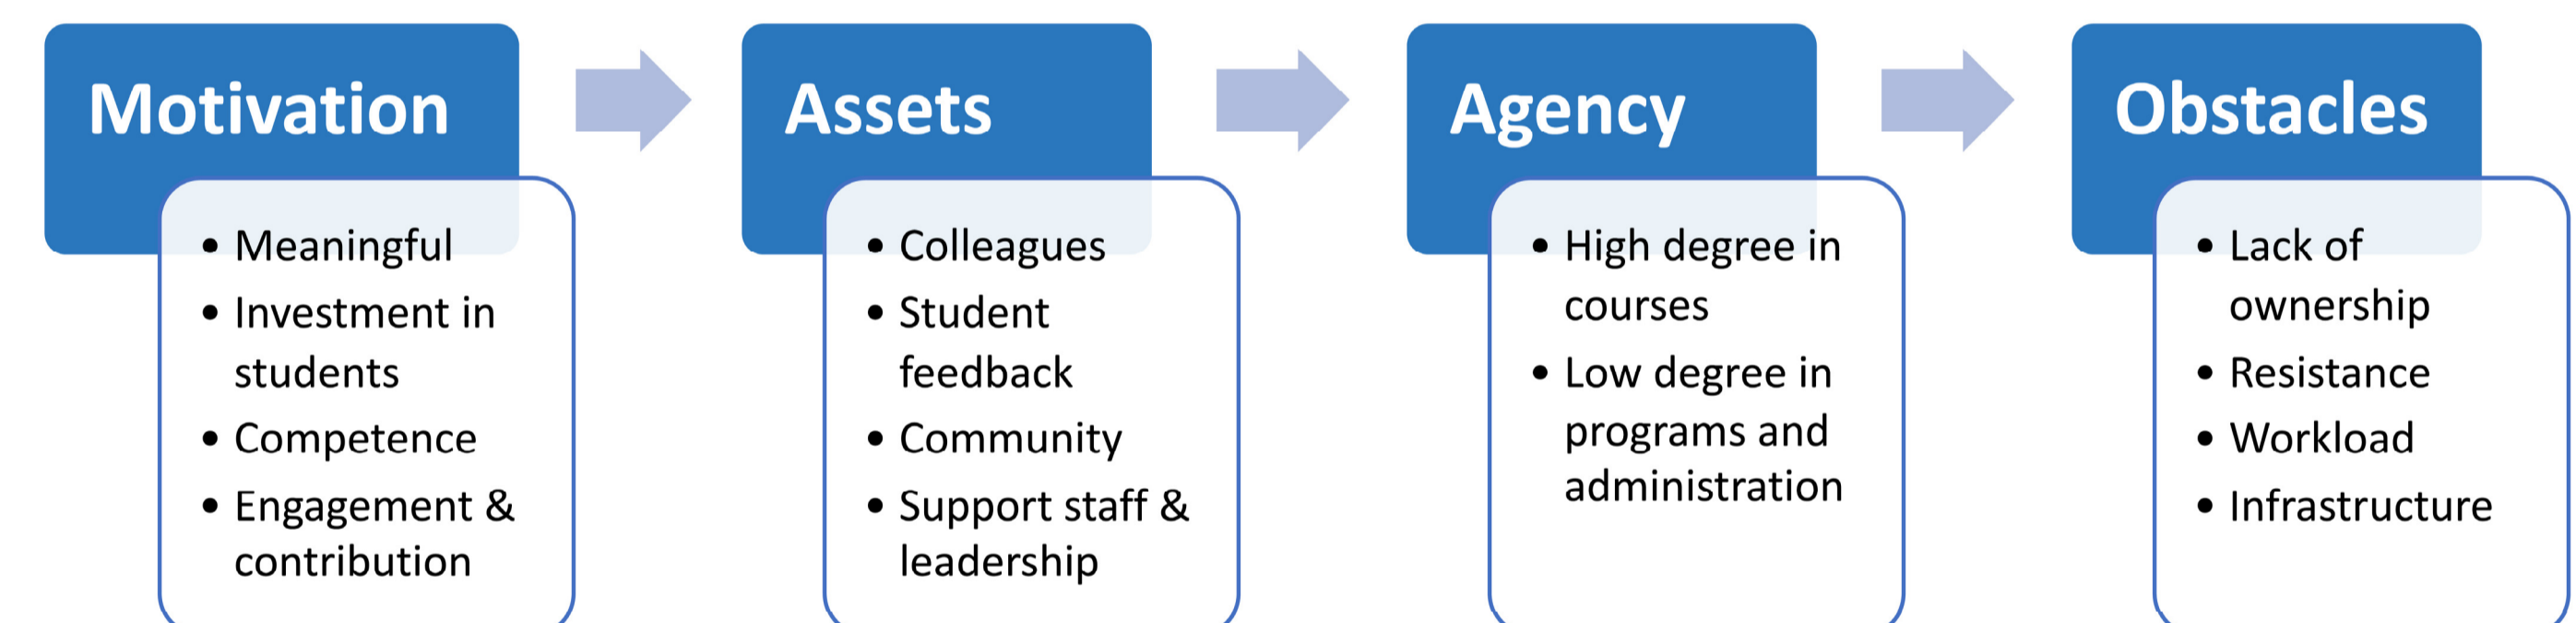 Motivation
• Meaningful
• Investment in
students
• Competence
• Engagement &
contribution
Assets
• Colleagues
• Student
feedback
• Community
• Support staff &
leadership
Agency
• High degree in
courses
• Low degree in
programs and
administration
Obstacles
• Lack of
ownership
• Resistance
• Workload
• Infrastructure